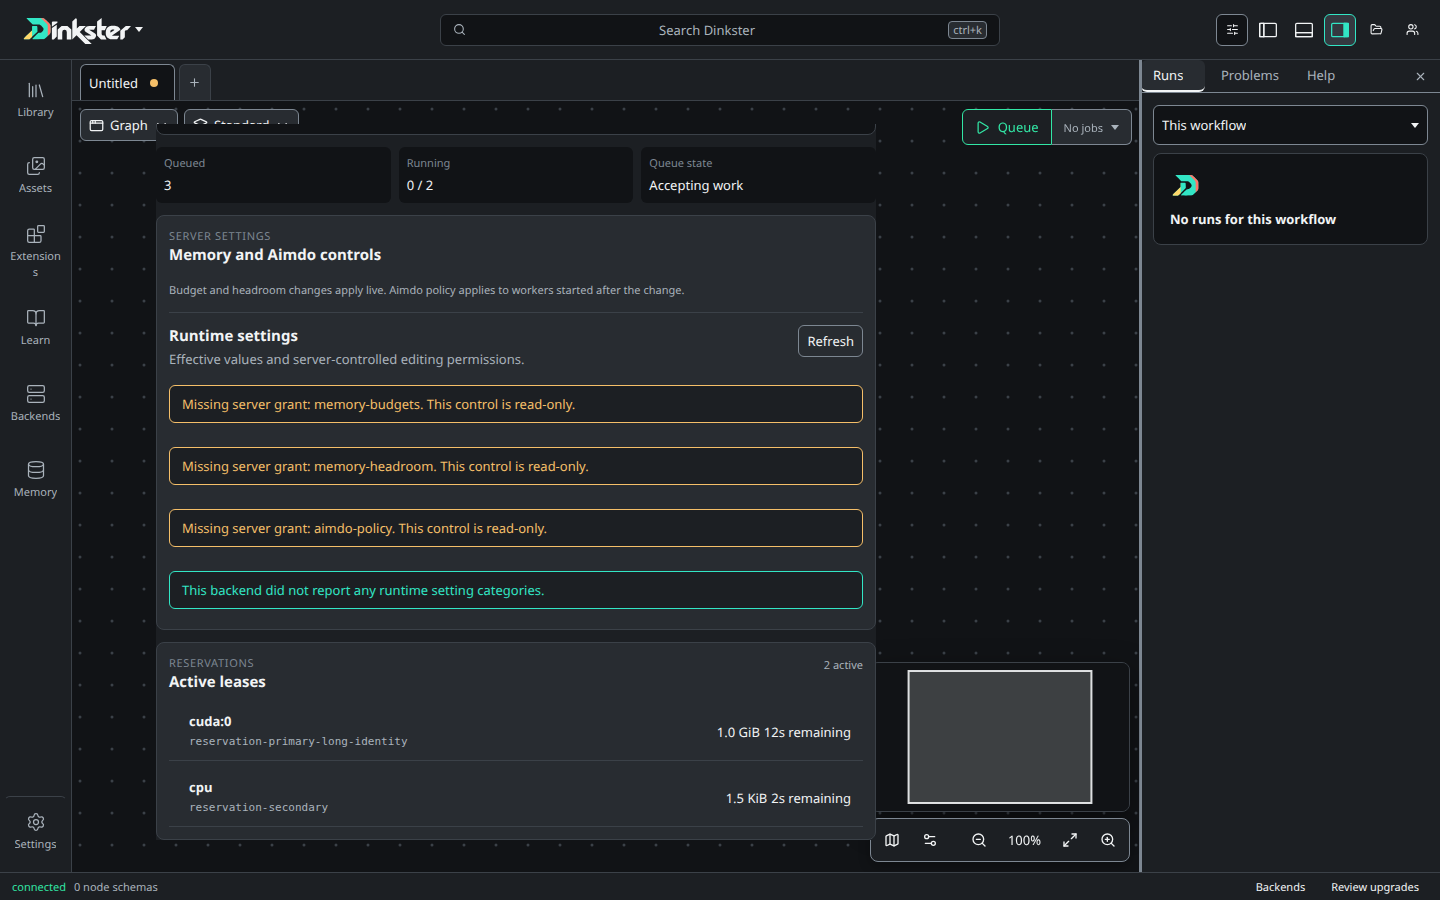 Dinkster
Search Dinkster
ctrl+k
Library
Assets
Extension
s
Learn
Backends
Memory
Settings
Untitled
+
Graph
Standard
Queue
No jobs
Queued
3
Running
0 / 2
Queue state
Accepting work
SERVER SETTINGS
Memory and Aimdo controls
Budget and headroom changes apply live. Aimdo policy applies to workers started after the change.
Runtime settings
Effective values and server-controlled editing permissions.
Refresh
Missing server grant: memory-budgets. This control is read-only.
Missing server grant: memory-headroom. This control is read-only.
Missing server grant: aimdo-policy. This control is read-only.
This backend did not report any runtime setting categories.
RESERVATIONS
Active leases
2 active
cuda:0
reservation-primary-long-identity
1.0 GiB 12s remaining
cpu
reservation-secondary
1.5 KiB 2s remaining
100%
Runs
Problems
Help
This workflow
No runs for this workflow
connected
0 node schemas
Backends
Review upgrades